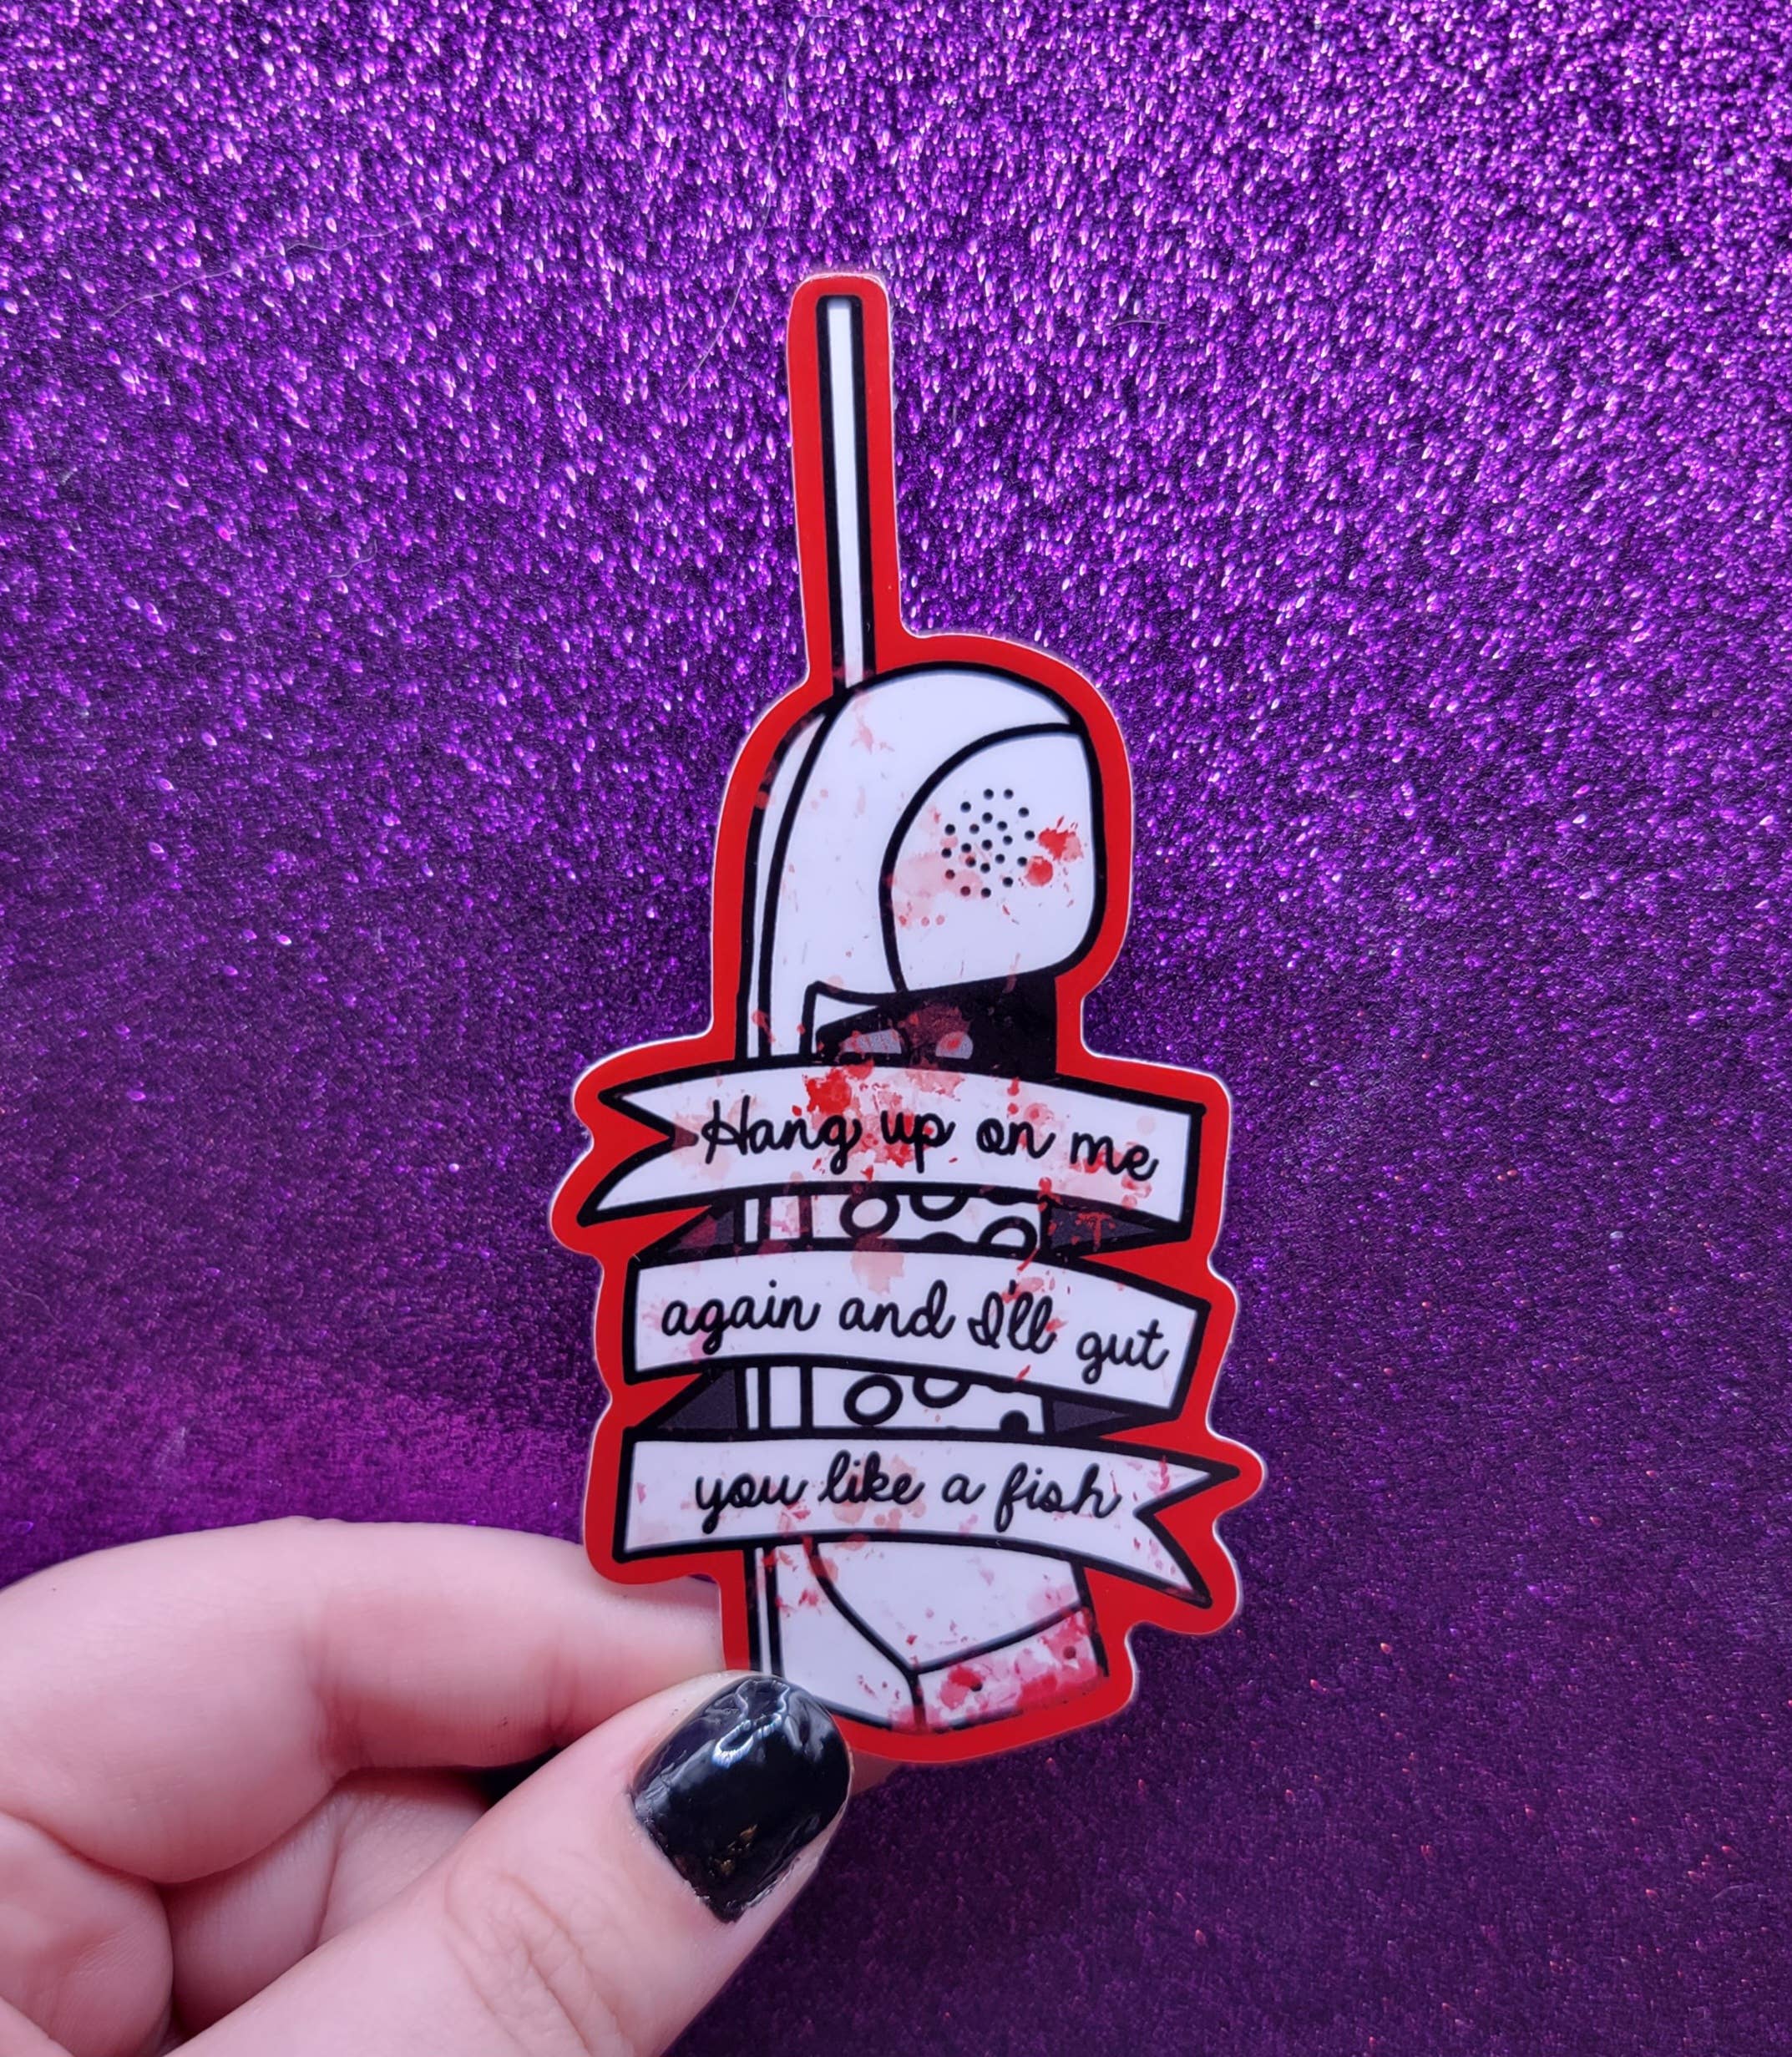 Hang up on me
again and I'll gut
you like a fish